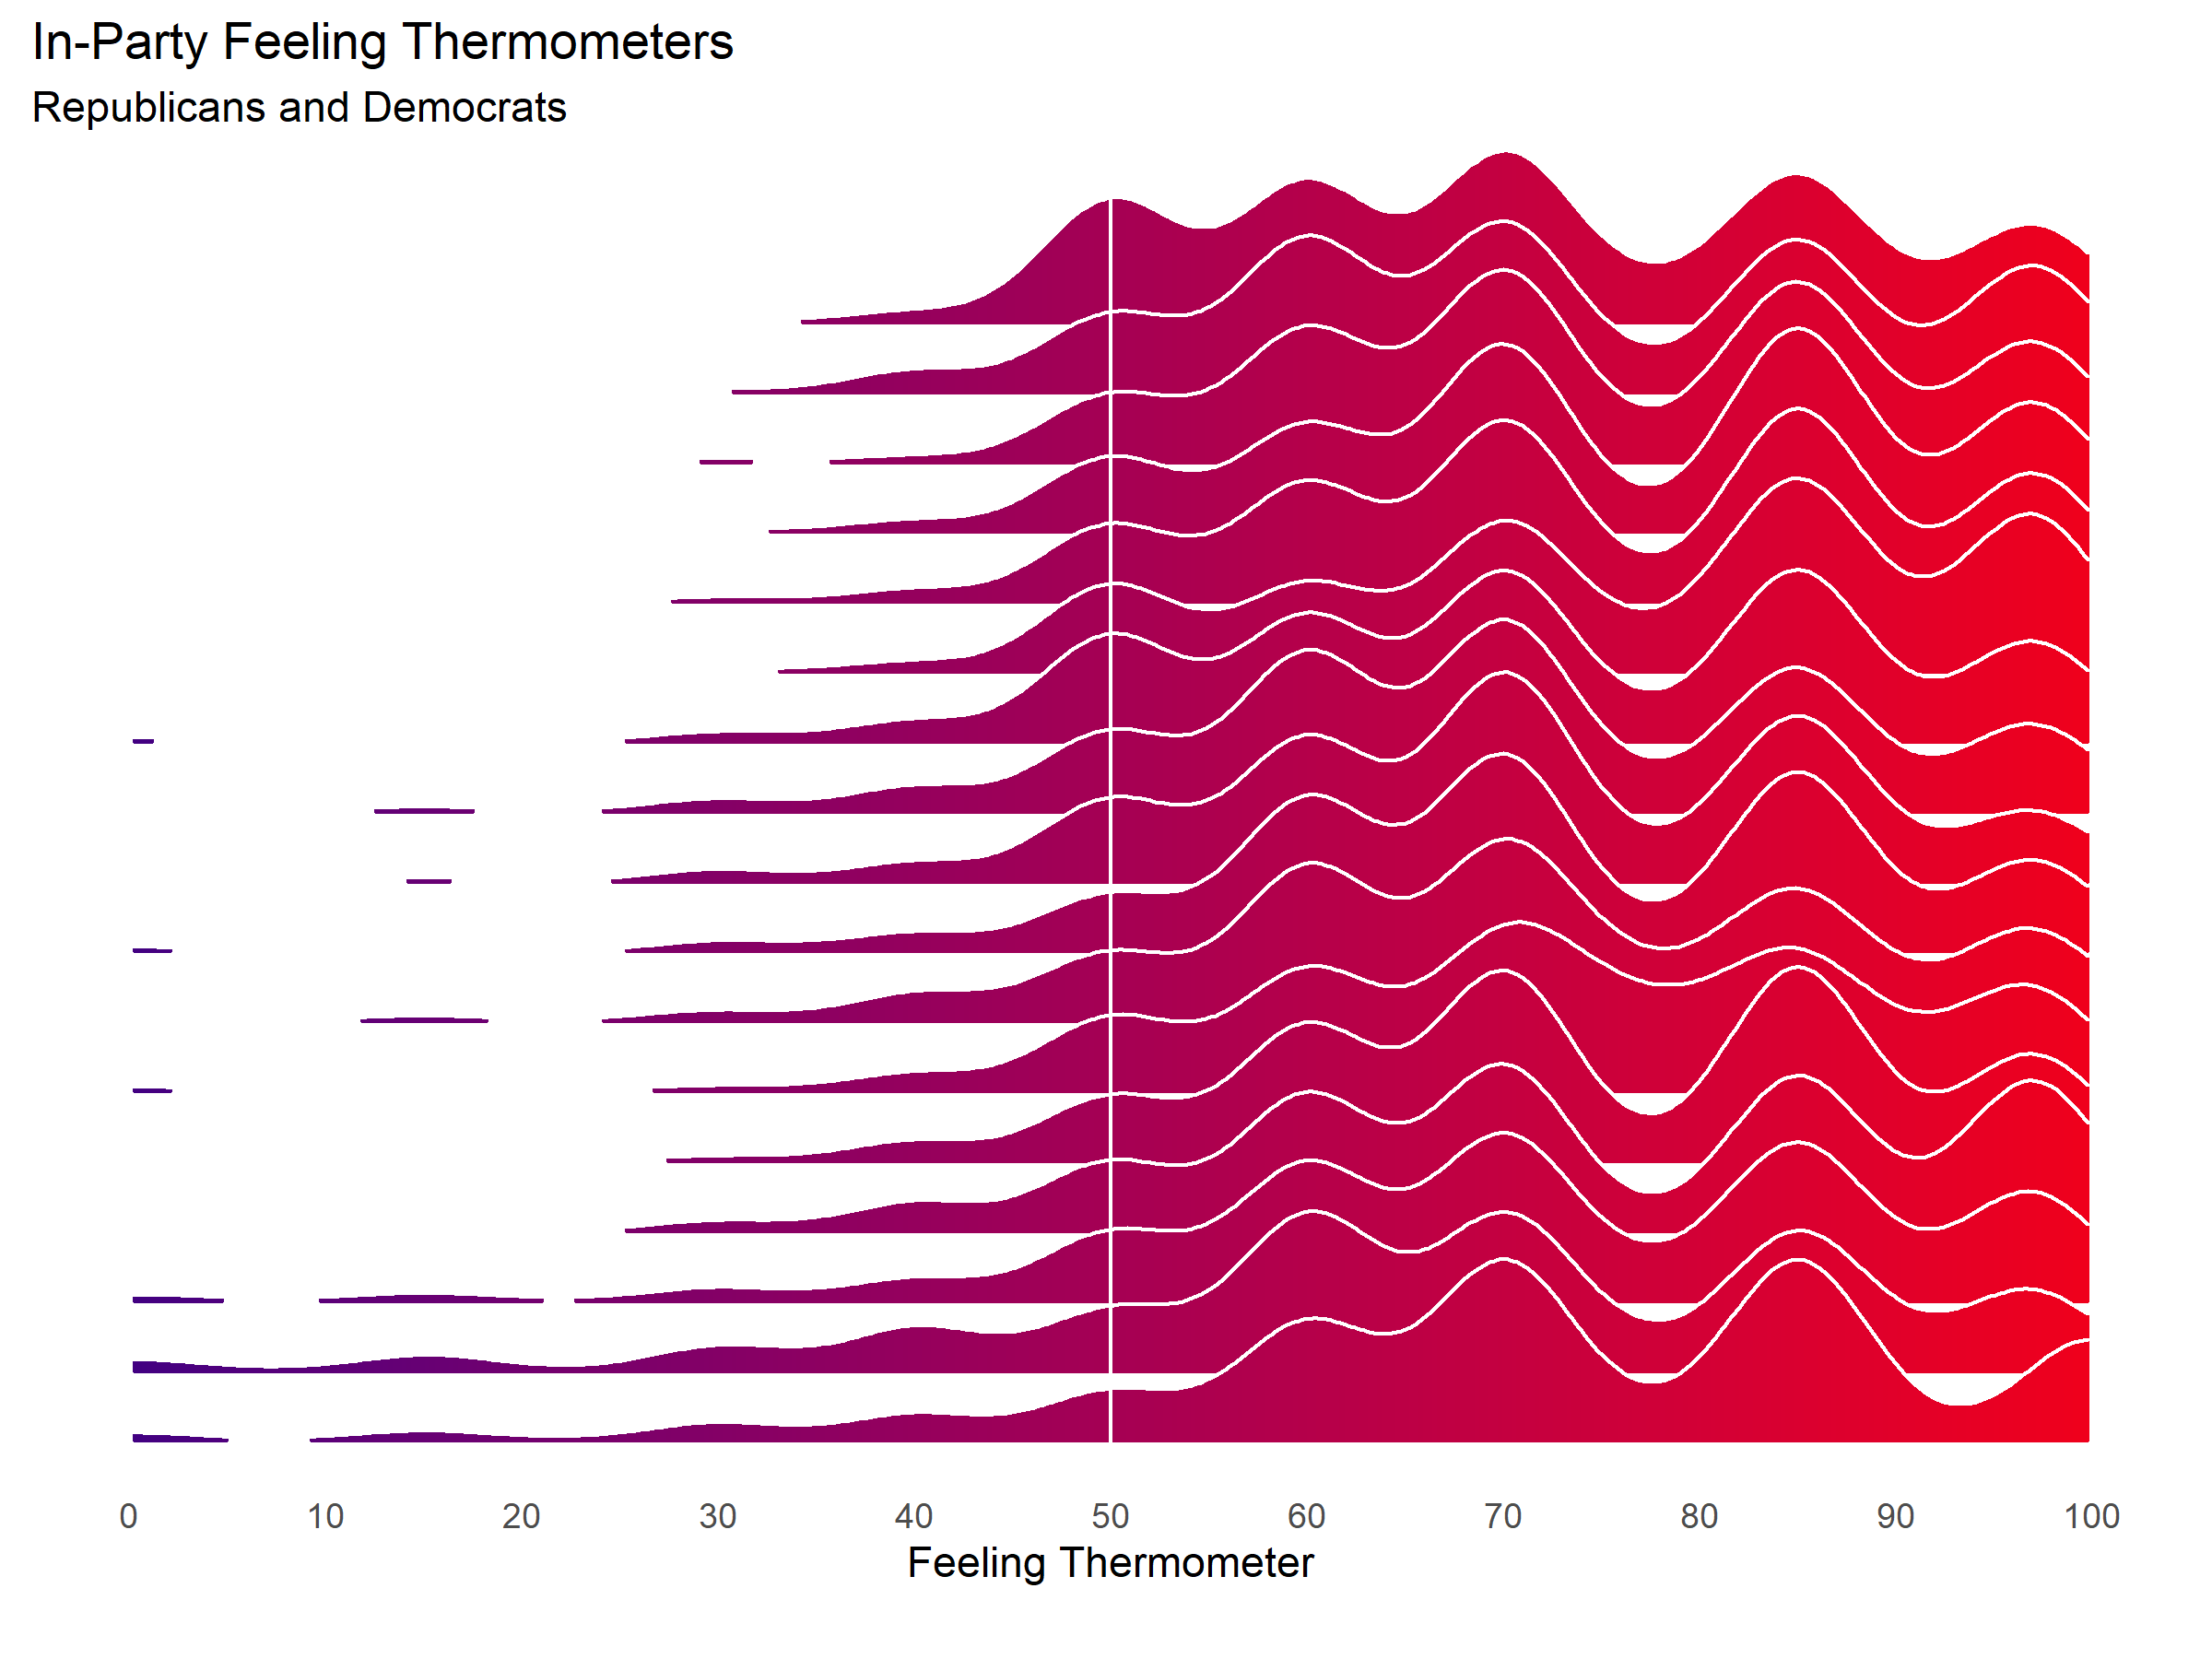 In-Party Feeling Thermometers
Republicans and Democrats
0 10 20 30 40 50 60 70 80 90 100
Feeling Thermometer